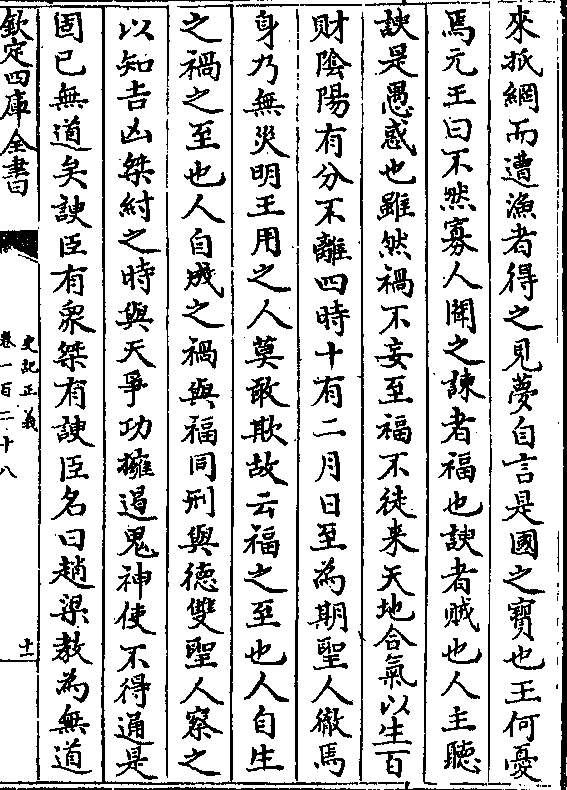 來抵網而遭漁者得之見夢自言是國之寶也王何憂
焉元王曰不然寡人聞之諫者福也諛者賊也人主聽
諛是愚惑也雖然禍不妄至福不徒来天地合氣以生百
財陰陽有分不離四時十有二月日至為期聖人徹焉
身乃無災明王用之人莫敢欺故云福之至也人自生
之禍之至也人自成之禍與福同刑與德雙聖人察之
以知吉凶桀紂之時與天爭功擁遏鬼神使不得通是
固已無道矣諛臣有衆桀有諛臣名曰趙梁教為無道
欽定四庫全書
史記正義
卷一百二十八
十一